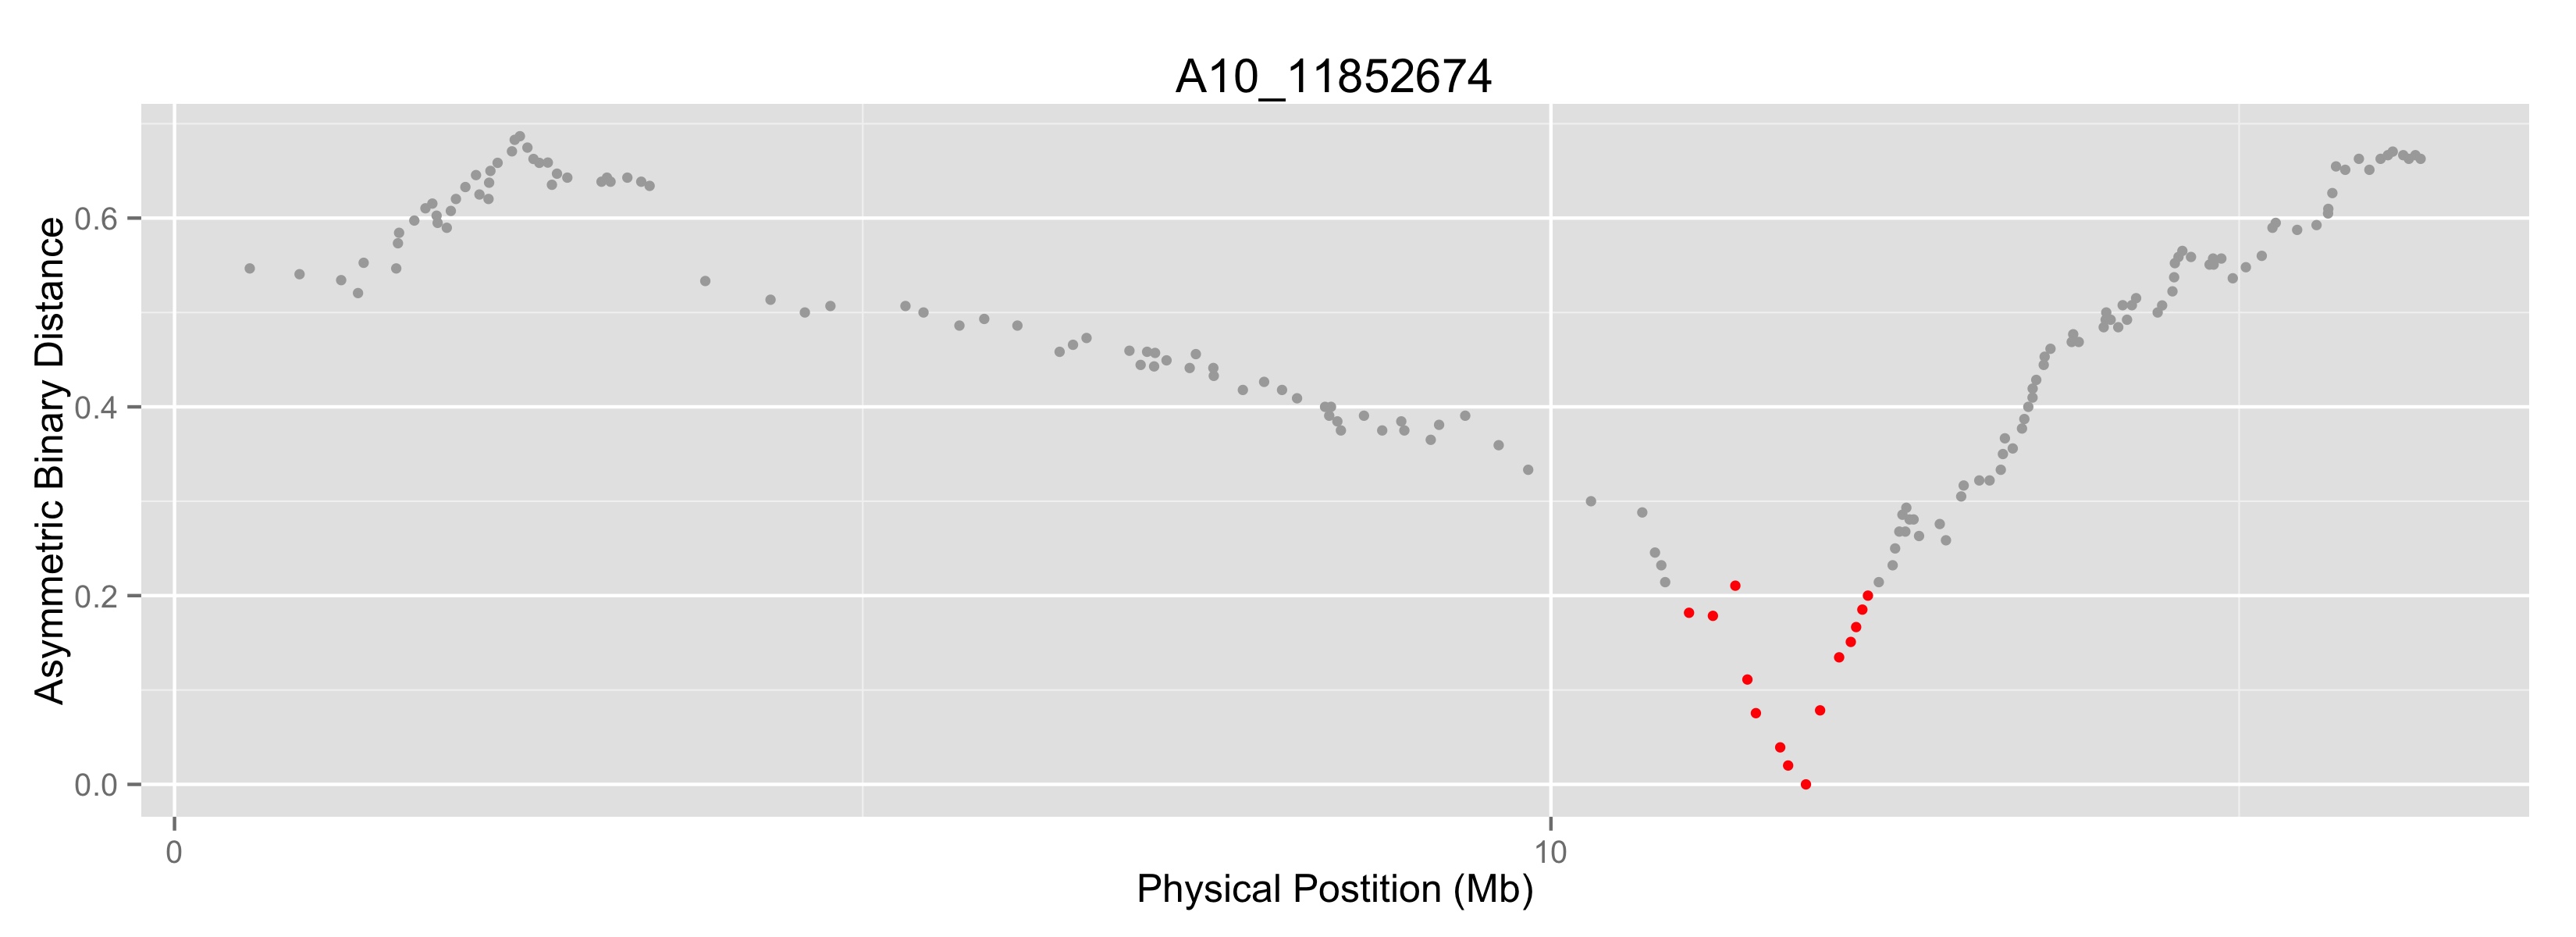 A10_11852674
Asymmetric Binary Distance
0.6
0.4
0.2
0.0
0
10
Physical Postition (Mb)